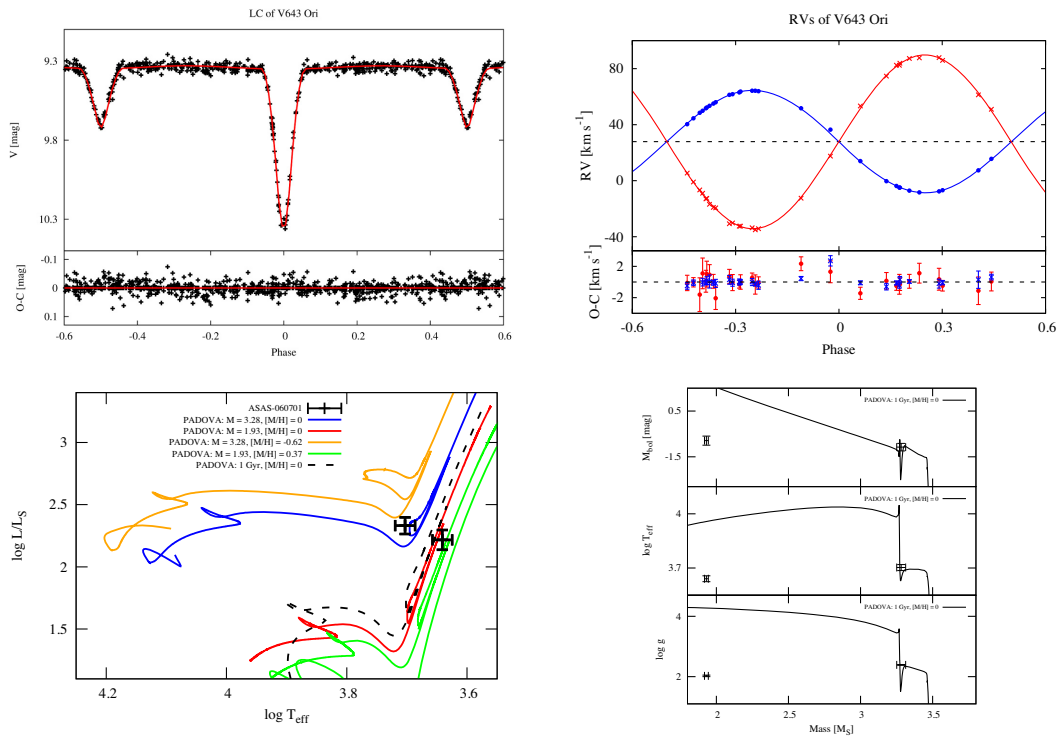 LC of V643 Ori
9.3
9.8
10.3
V [mag]
-0.1
0
0.1
O-C [mag]
-0.6 -0.4 -0.2 0 0.2 0.4 0.6
Phase
RVs of V643 Ori
80
40
0
-40
RV [km s⁻¹]
2
0
-2
O-C [km s⁻¹]
-0.6 -0.3 0 0.3 0.6
Phase
ASAS-060701
PADOVA: M = 3.28, [M/H] = 0
PADOVA: M = 1.93, [M/H] = 0
PADOVA: M = 3.28, [M/H] = -0.62
PADOVA: M = 1.93, [M/H] = 0.37
PADOVA: 1 Gyr, [M/H] = 0
3
2.5
2
1.5
log L/L_S
4.2 4 3.8 3.6
log T_eff
PADOVA: 1 Gyr, [M/H] = 0
0.5
-1.5
M_bol [mag]
PADOVA: 1 Gyr, [M/H] = 0
4
3.7
log T_eff
PADOVA: 1 Gyr, [M/H] = 0
4
2
log g
2 2.5 3 3.5
Mass [M_S]